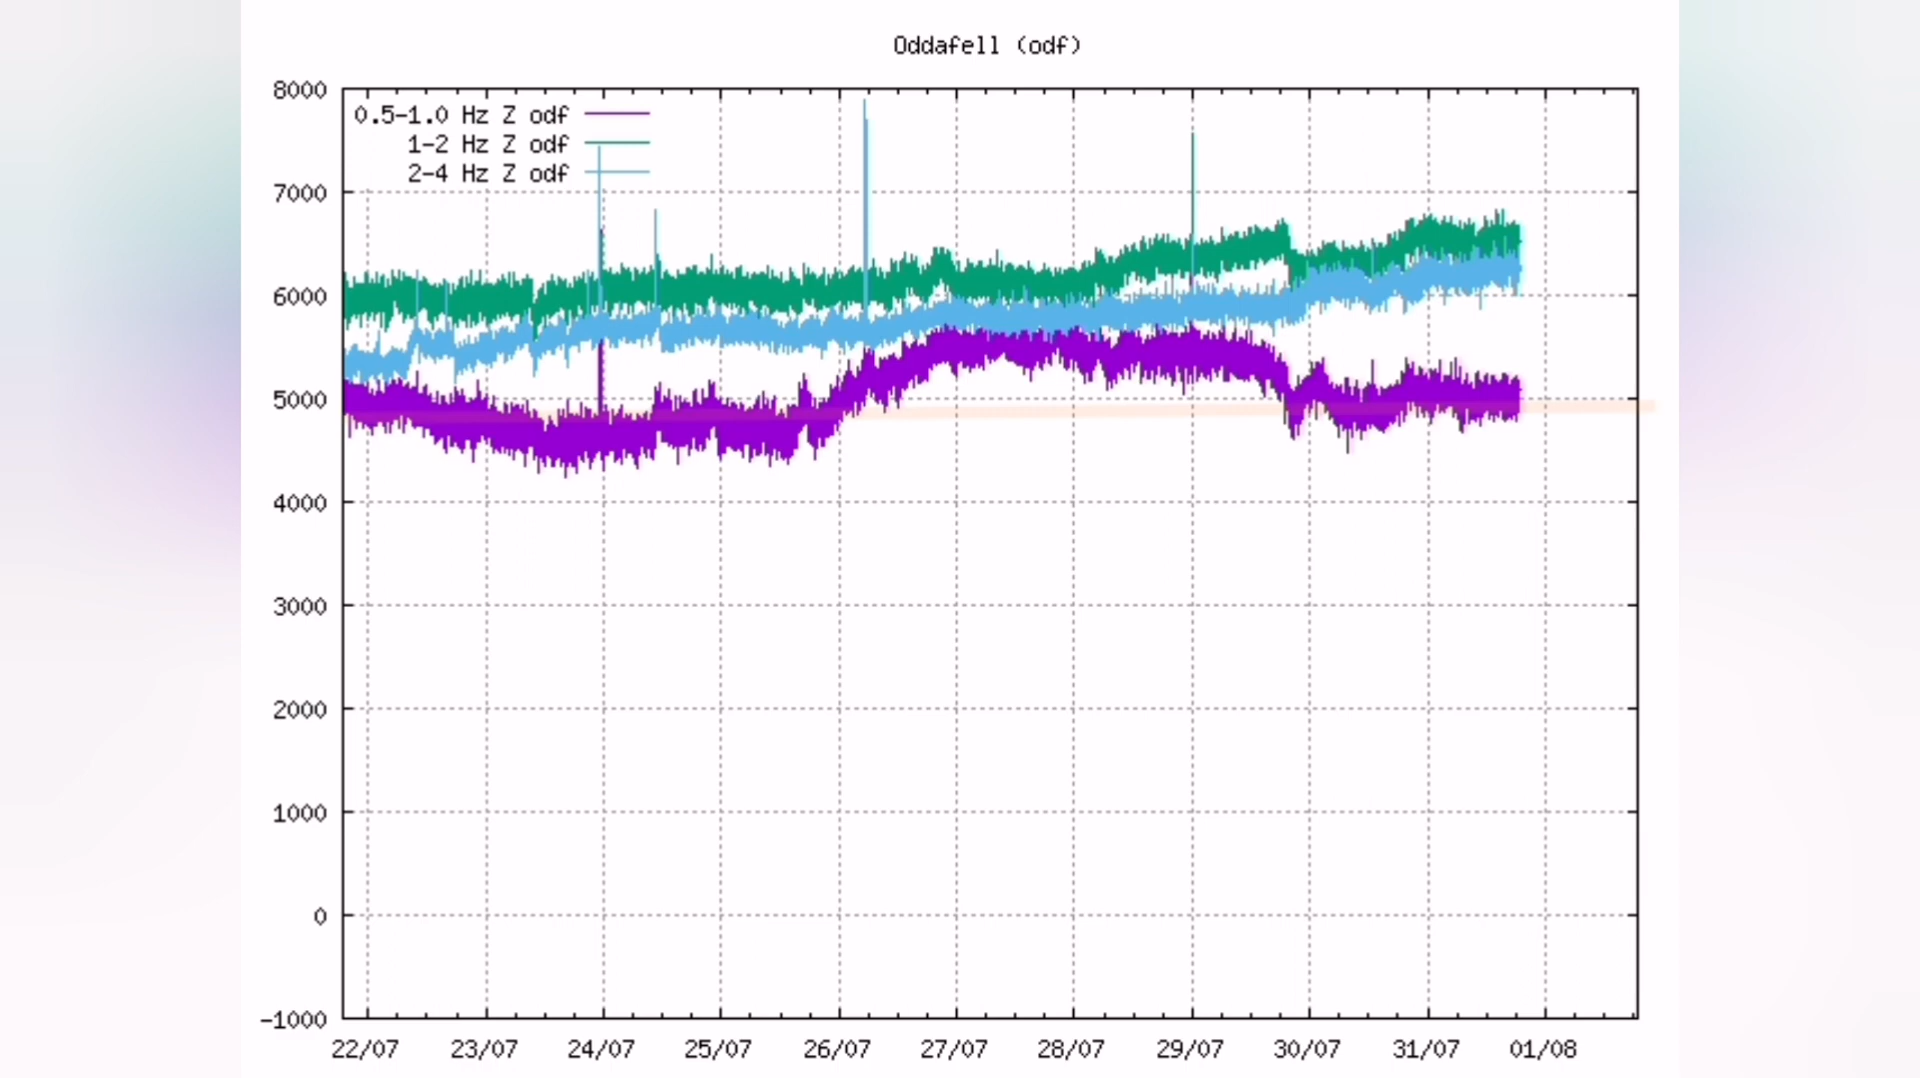 Oddafell (odf)
8000
0.5-1.0 Hz Z odf
1-2 Hz Z odf
2-4 Hz Z odf
7000
6000
5000
4000
3000
2000
1000
0
-1000
22/07 23/07 24/07 25/07 26/07 27/07 28/07 29/07 30/07 31/07 01/08